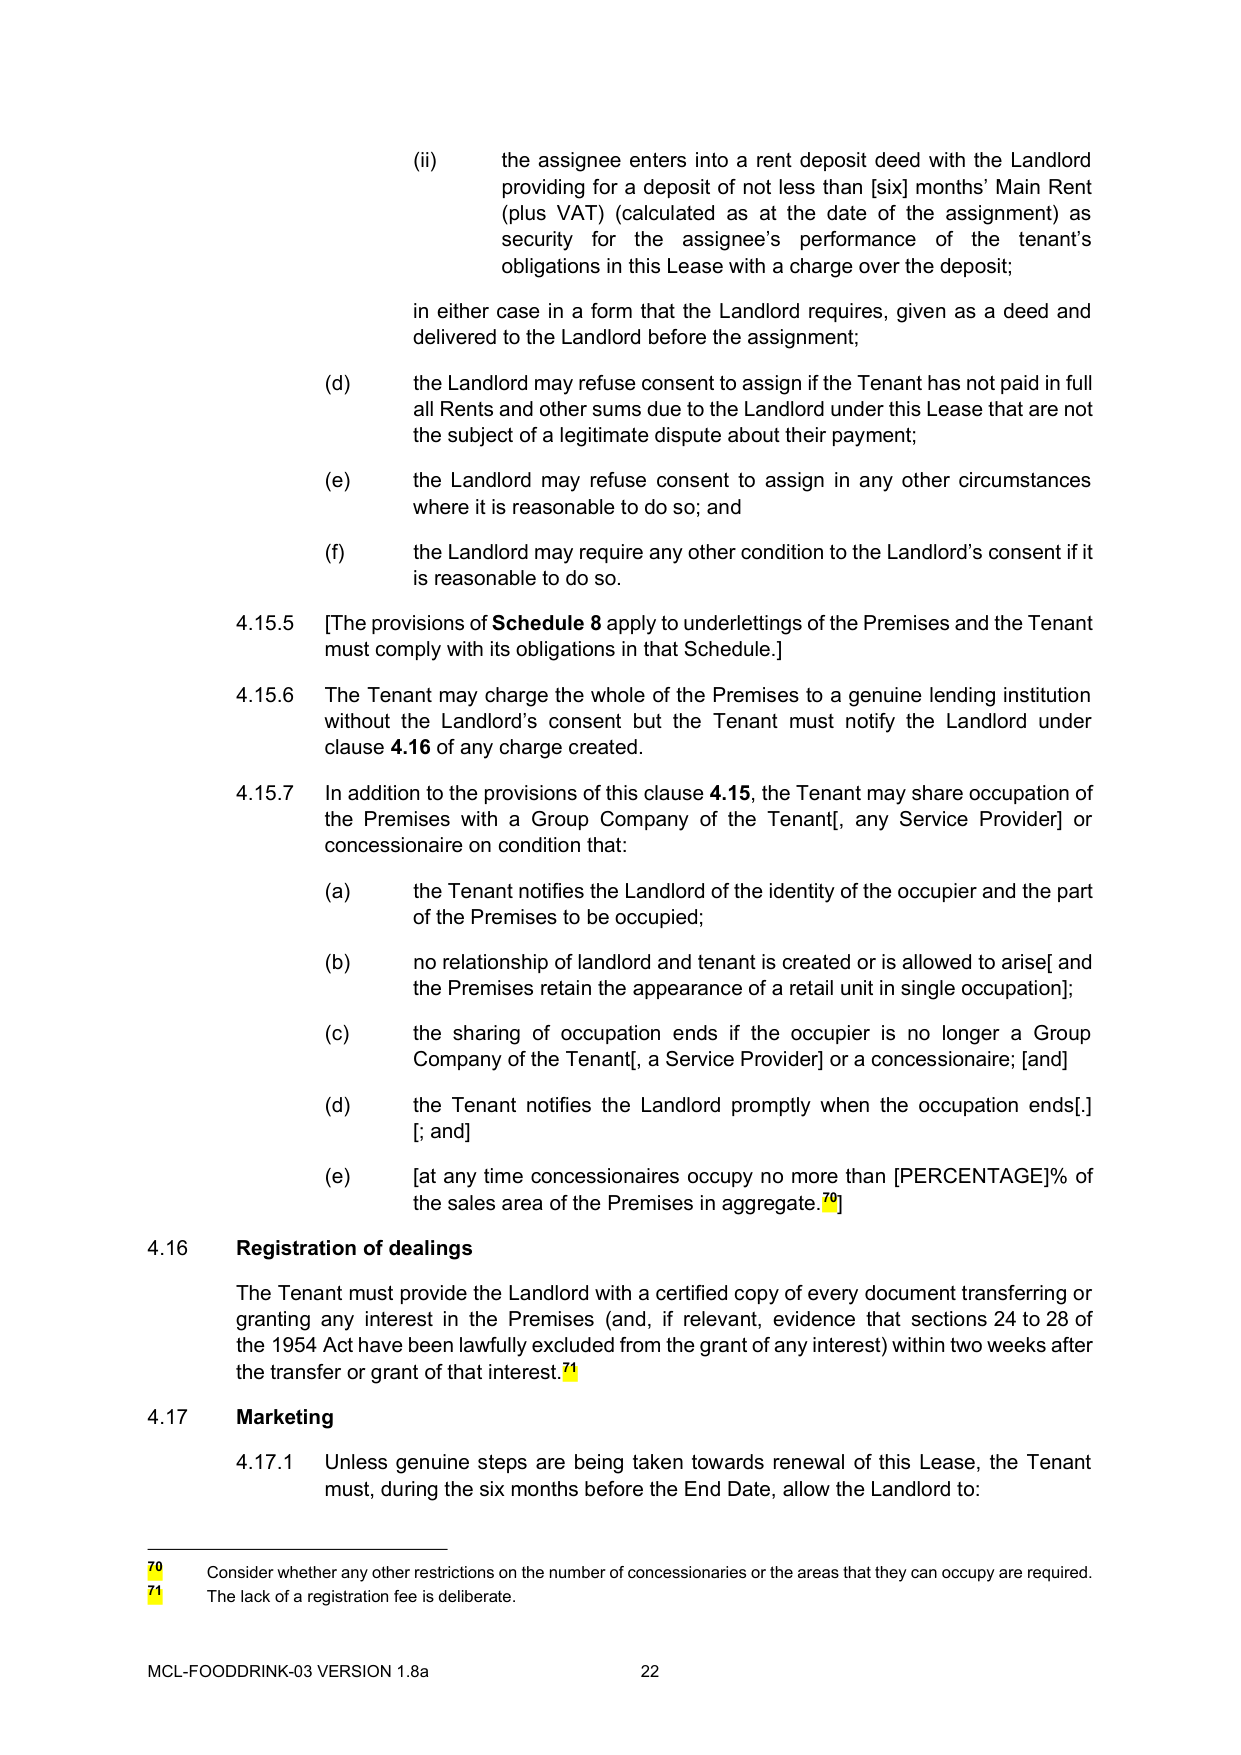 (ii) the assignee enters into a rent deposit deed with the Landlord
providing for a deposit of not less than [six] months’ Main Rent
(plus VAT) (calculated as at the date of the assignment) as
security for the assignee’s performance of the tenant’s
obligations in this Lease with a charge over the deposit;
in either case in a form that the Landlord requires, given as a deed and
delivered to the Landlord before the assignment;
(d) the Landlord may refuse consent to assign if the Tenant has not paid in full
all Rents and other sums due to the Landlord under this Lease that are not
the subject of a legitimate dispute about their payment;
(e) the Landlord may refuse consent to assign in any other circumstances
where it is reasonable to do so; and
(f) the Landlord may require any other condition to the Landlord’s consent if it
is reasonable to do so.
4.15.5 [The provisions of Schedule 8 apply to underlettings of the Premises and the Tenant
must comply with its obligations in that Schedule.]
4.15.6 The Tenant may charge the whole of the Premises to a genuine lending institution
without the Landlord’s consent but the Tenant must notify the Landlord under
clause 4.16 of any charge created.
4.15.7 In addition to the provisions of this clause 4.15, the Tenant may share occupation of
the Premises with a Group Company of the Tenant[, any Service Provider] or
concessionaire on condition that:
(a) the Tenant notifies the Landlord of the identity of the occupier and the part
of the Premises to be occupied;
(b) no relationship of landlord and tenant is created or is allowed to arise[ and
the Premises retain the appearance of a retail unit in single occupation];
(c) the sharing of occupation ends if the occupier is no longer a Group
Company of the Tenant[, a Service Provider] or a concessionaire; [and]
(d) the Tenant notifies the Landlord promptly when the occupation ends[.]
[; and]
(e) [at any time concessionaires occupy no more than [PERCENTAGE]% of
the sales area of the Premises in aggregate.70]
4.16 Registration of dealings
The Tenant must provide the Landlord with a certified copy of every document transferring or
granting any interest in the Premises (and, if relevant, evidence that sections 24 to 28 of
the 1954 Act have been lawfully excluded from the grant of any interest) within two weeks after
the transfer or grant of that interest.71
4.17 Marketing
4.17.1 Unless genuine steps are being taken towards renewal of this Lease, the Tenant
must, during the six months before the End Date, allow the Landlord to:
70 Consider whether any other restrictions on the number of concessionaries or the areas that they can occupy are required.
71 The lack of a registration fee is deliberate.
MCL-FOODDRINK-03 VERSION 1.8a 22